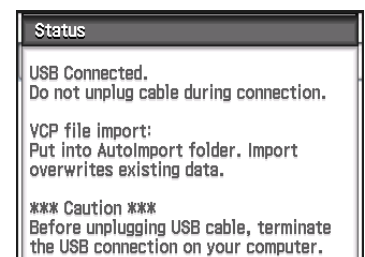 Status
USB Connected.
Do not unplug cable during connection.
VCP file import:
Put into AutoImport folder. Import
overwrites existing data.
*** Caution ***
Before unplugging USB cable, terminate
the USB connection on your computer.